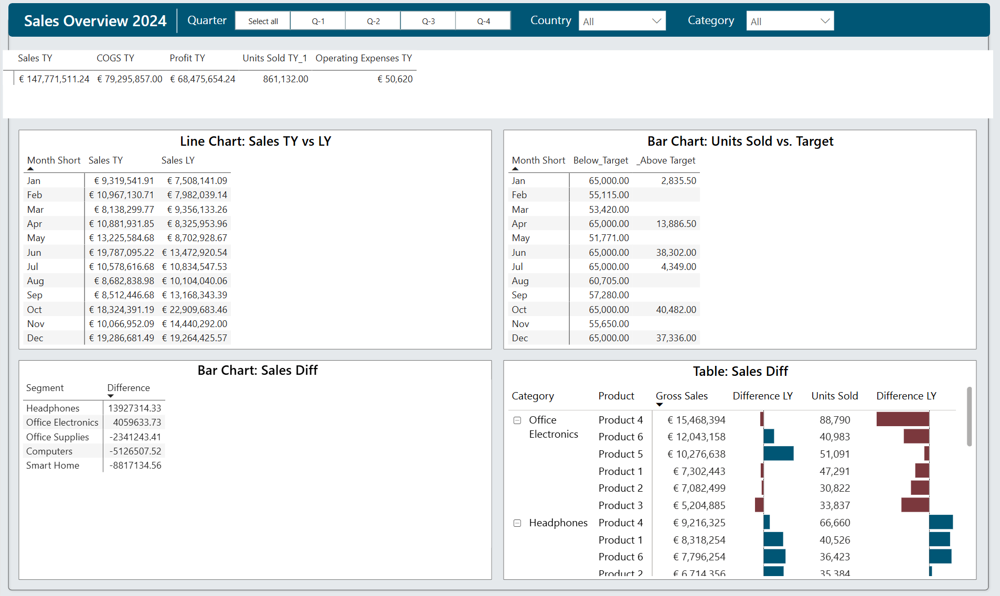 Sales Overview 2024 Quarter Select all Q-1 Q-2 Q-3 Q-4 Country All Category All
Sales TY COGS TY Profit TY Units Sold TY_1 Operating Expenses TY
€ 147,771,511.24 € 79,295,857.00 € 68,475,654.24 861,132.00 € 50,620
Line Chart: Sales TY vs LY
Month Short Sales TY Sales LY
Jan € 9,319,541.91 € 7,508,141.09
Feb € 10,967,130.71 € 7,982,039.14
Mar € 8,138,299.77 € 9,356,133.26
Apr € 10,881,931.85 € 8,325,953.96
May € 13,225,584.68 € 8,702,928.67
Jun € 19,787,095.22 € 13,472,920.54
Jul € 10,578,616.68 € 10,834,547.53
Aug € 8,682,838.98 € 10,104,040.06
Sep € 8,512,446.68 € 13,168,343.39
Oct € 18,324,391.19 € 22,909,683.46
Nov € 10,066,952.09 € 14,440,292.00
Dec € 19,286,681.49 € 19,264,425.57
Bar Chart: Units Sold vs. Target
Month Short Below_Target _Above Target
Jan 65,000.00 2,835.50
Feb 55,115.00
Mar 53,420.00
Apr 65,000.00 13,886.50
May 51,771.00
Jun 65,000.00 38,302.00
Jul 65,000.00 4,349.00
Aug 60,705.00
Sep 57,280.00
Oct 65,000.00 40,482.00
Nov 55,650.00
Dec 65,000.00 37,336.00
Bar Chart: Sales Diff
Segment Difference
Headphones 13927314.33
Office Electronics 4059633.73
Office Supplies -2341243.41
Computers -5126507.52
Smart Home -8817134.56
Table: Sales Diff
Category Product Gross Sales Difference LY Units Sold Difference LY
Office Product 4 € 15,468,394 88,790
Electronics Product 6 € 12,043,158 40,983
Product 5 € 10,276,638 51,091
Product 1 € 7,302,443 47,291
Product 2 € 7,082,499 30,822
Product 3 € 5,204,885 33,837
Headphones Product 4 € 9,216,325 66,660
Product 1 € 8,318,254 40,526
Product 6 € 7,796,254 36,423
Product 2 € 6,714,356 35,384